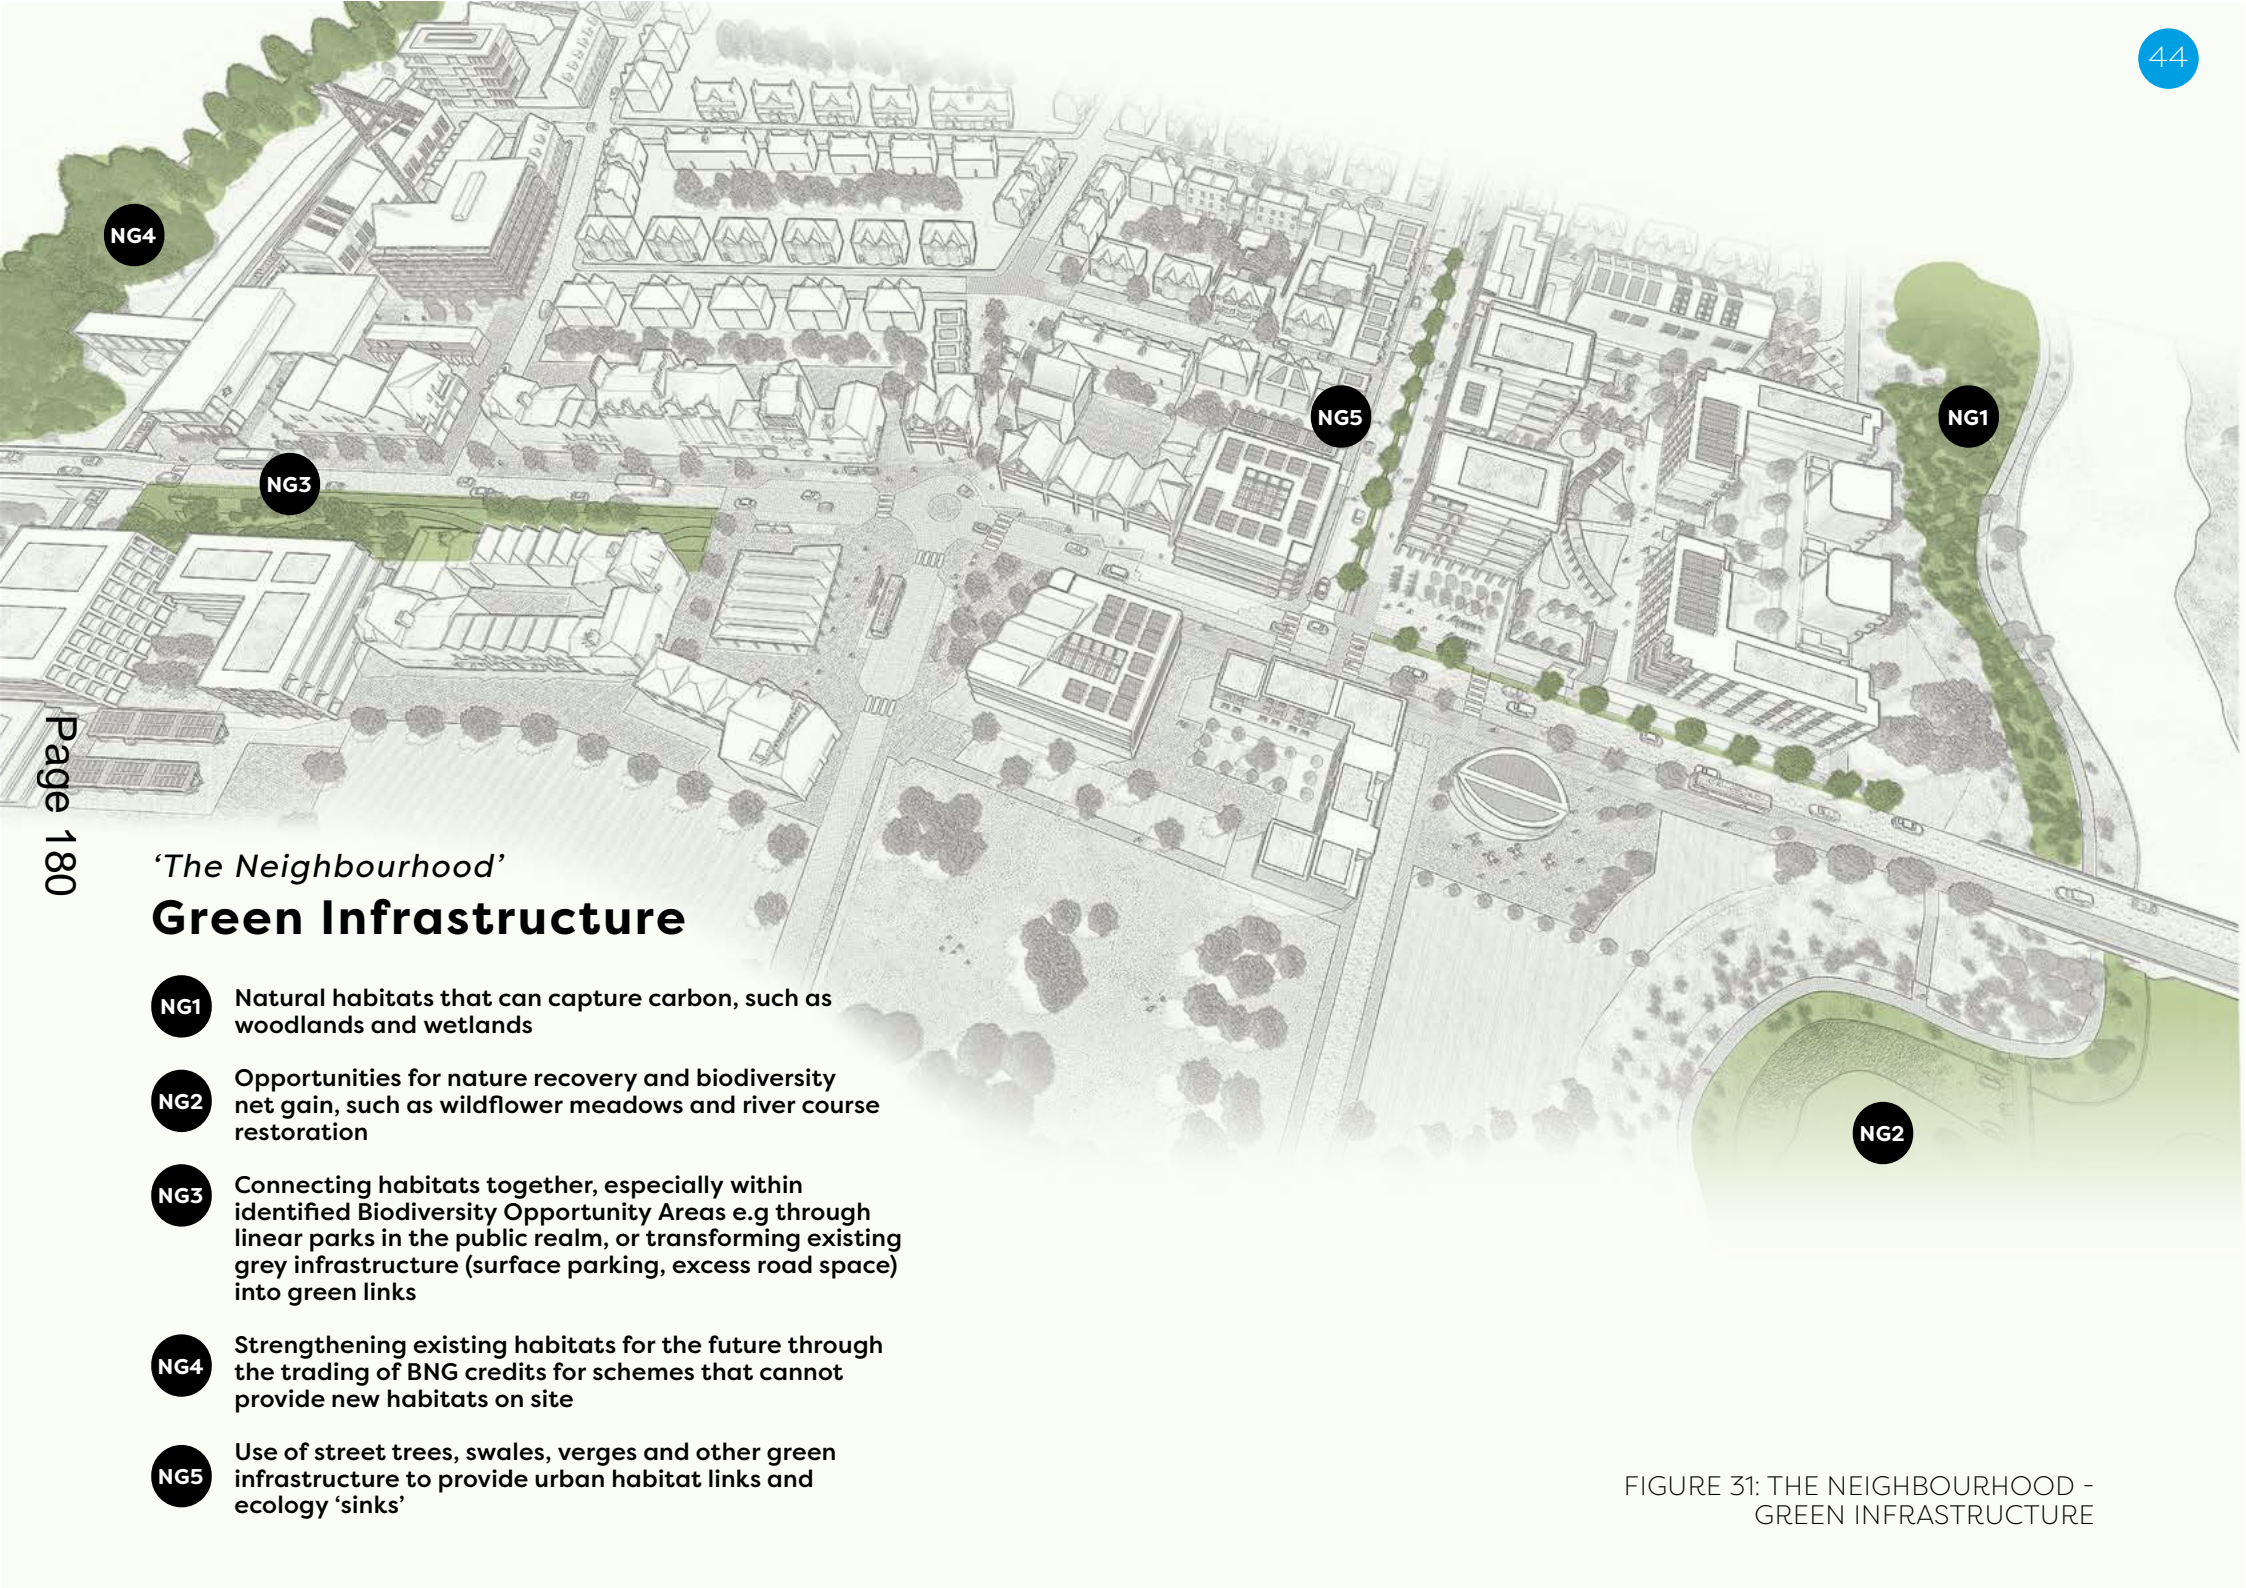 44
NG4
NG5
NG1
NG3
NG2
Page 180
‘The Neighbourhood’
Green Infrastructure
NG1
Natural habitats that can capture carbon, such as
woodlands and wetlands
NG2
Opportunities for nature recovery and biodiversity
net gain, such as wildflower meadows and river course
restoration
NG3
Connecting habitats together, especially within
identified Biodiversity Opportunity Areas e.g through
linear parks in the public realm, or transforming existing
grey infrastructure (surface parking, excess road space)
into green links
NG4
Strengthening existing habitats for the future through
the trading of BNG credits for schemes that cannot
provide new habitats on site
NG5
Use of street trees, swales, verges and other green
infrastructure to provide urban habitat links and
ecology ‘sinks’
FIGURE 31: THE NEIGHBOURHOOD -
GREEN INFRASTRUCTURE